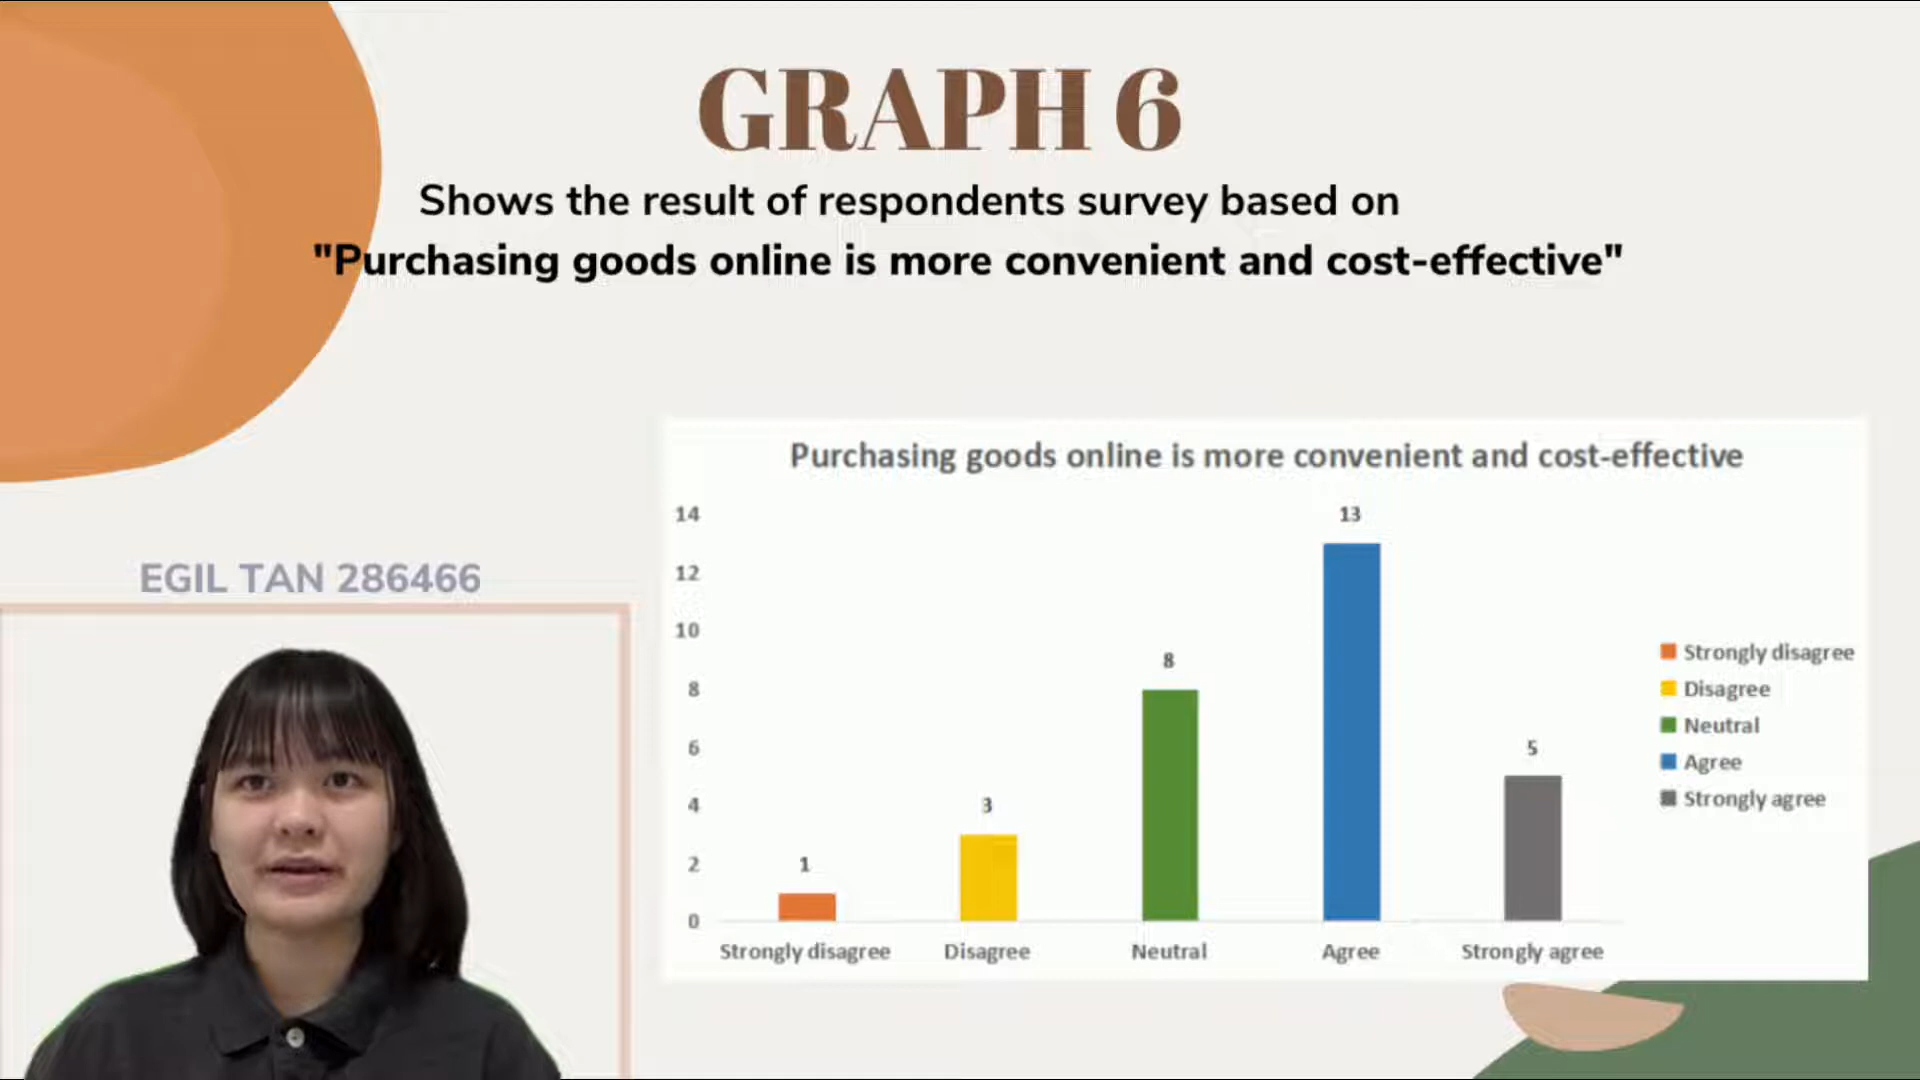 GRAPH 6
Shows the result of respondents survey based on
"Purchasing goods online is more convenient and cost-effective"
EGIL TAN 286466
Purchasing goods online is more convenient and cost-effective
14
12
10
8
6
4
2
0
1
3
8
13
5
Strongly disagree
Disagree
Neutral
Agree
Strongly agree
Strongly disagree
Disagree
Neutral
Agree
Strongly agree